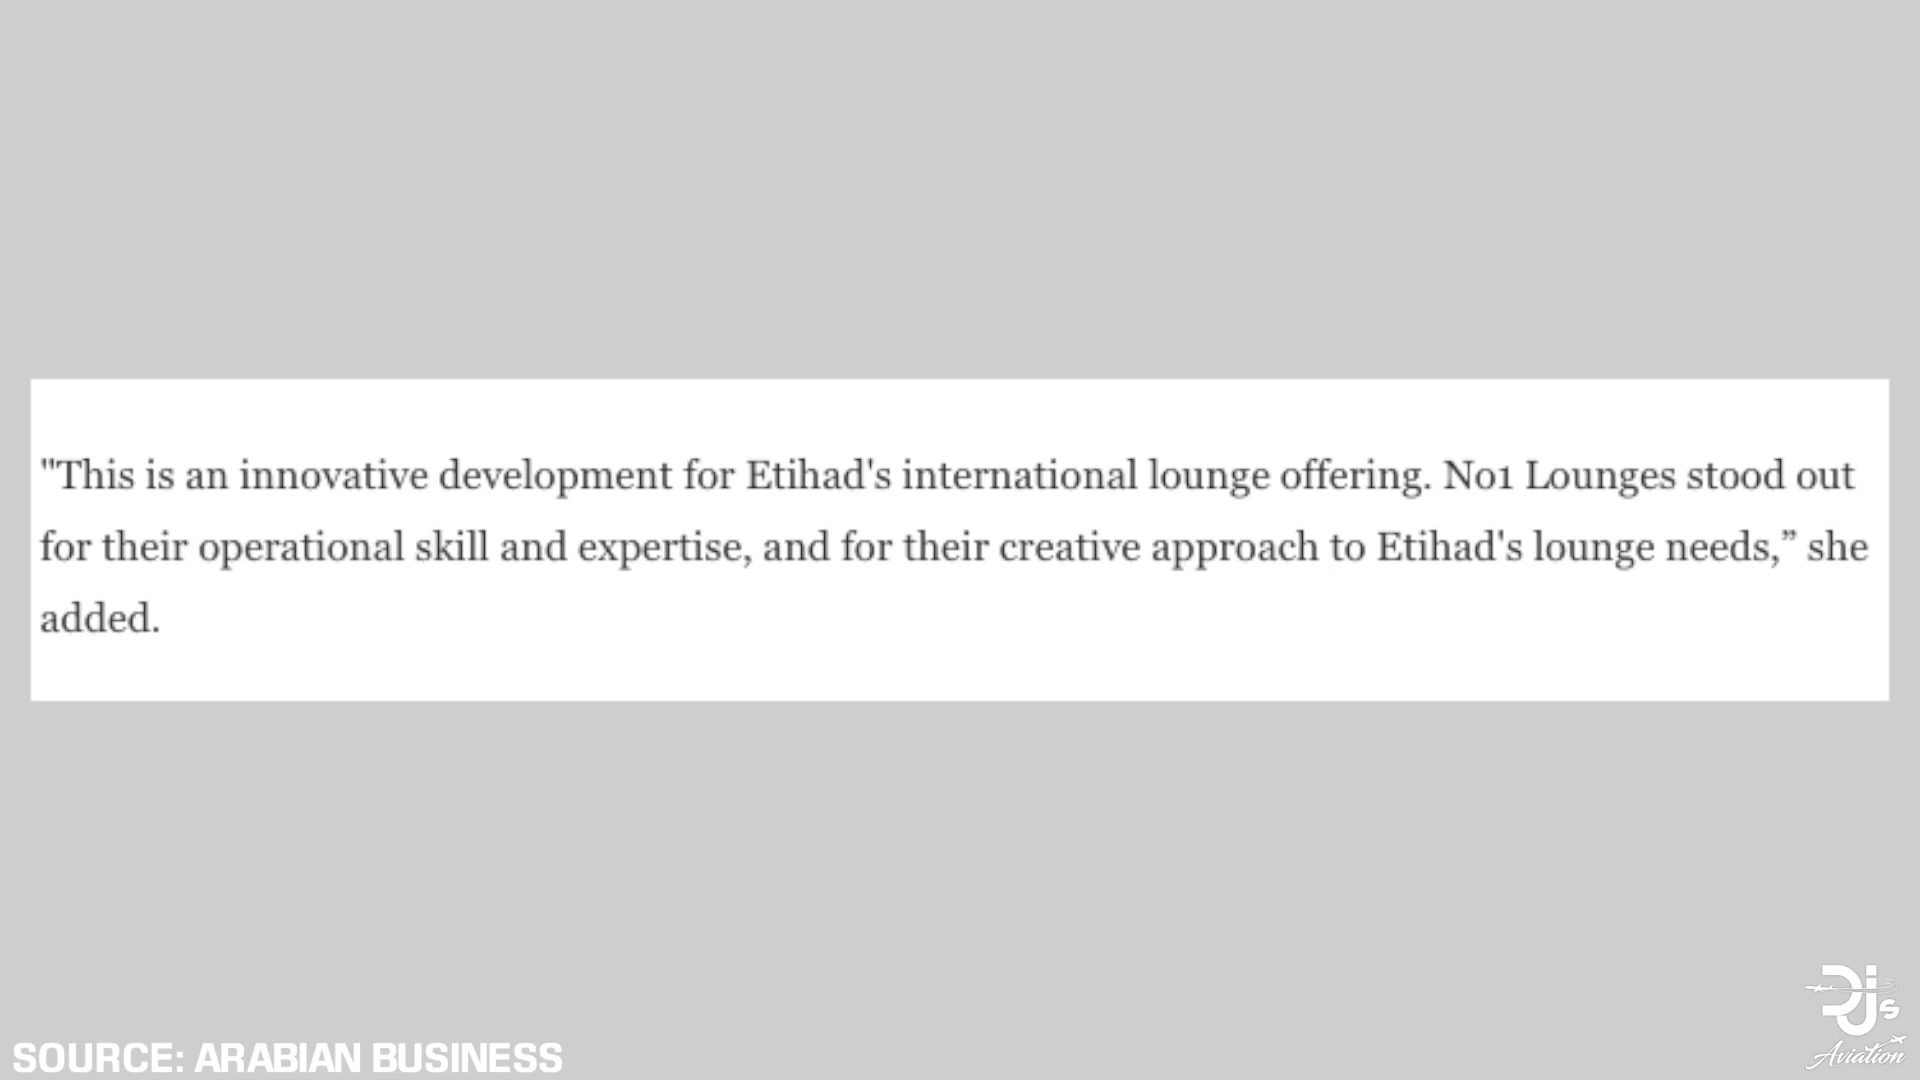 "This is an innovative development for Etihad's international lounge offering. No1 Lounges stood out
for their operational skill and expertise, and for their creative approach to Etihad's lounge needs,” she
added.
SOURCE: ARABIAN BUSINESS
DJs
Aviation